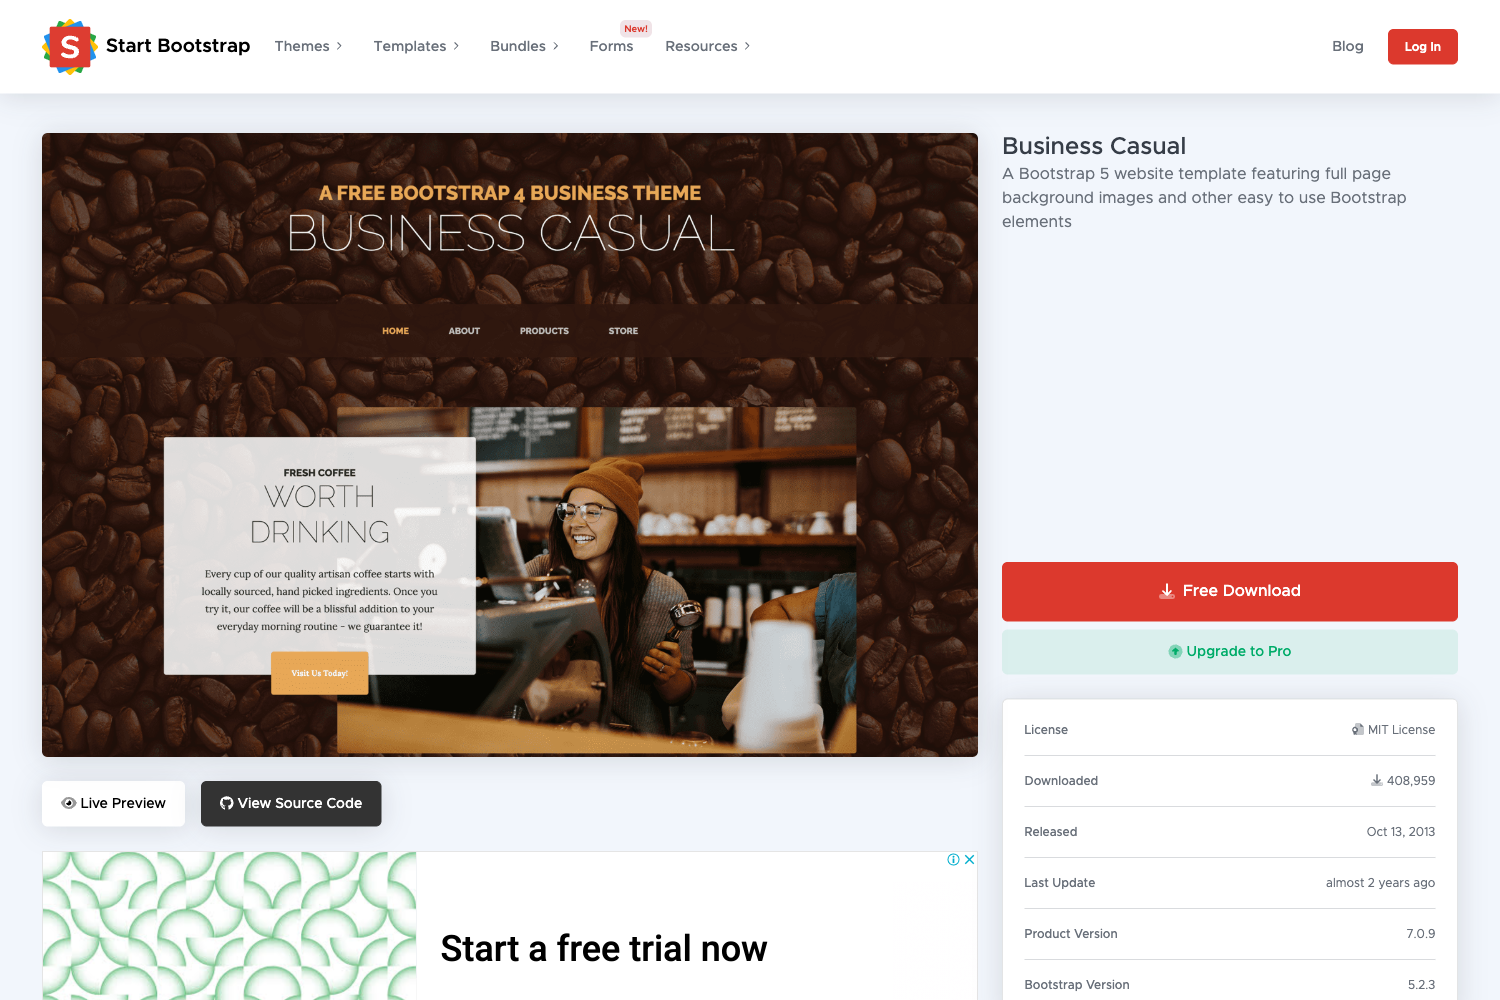 S Start Bootstrap
Themes
Templates
Bundles
Forms
New!
Resources
Blog
Log In
A FREE BOOTSTRAP 4 BUSINESS THEME
BUSINESS CASUAL
HOME ABOUT PRODUCTS STORE
FRESH COFFEE
WORTH
DRINKING
Every cup of our quality artisan coffee starts with
locally sourced, hand picked ingredients. Once you
try it, our coffee will be a blissful addition to your
everyday morning routine - we guarantee it!
Visit Us Today!
Live Preview
View Source Code
Start a free trial now
Business Casual
A Bootstrap 5 website template featuring full page
background images and other easy to use Bootstrap
elements
Free Download
Upgrade to Pro
License MIT License
Downloaded 408,959
Released Oct 13, 2013
Last Update almost 2 years ago
Product Version 7.0.9
Bootstrap Version 5.2.3